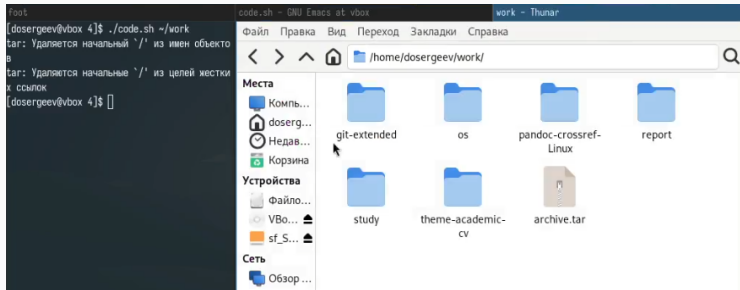 foot
code.sh - GNU Emacs at vbox
work - Thunar
[dosergeev@vbox 4]$ ./code.sh ~/work
tar: Удаляется начальный `/' из имен объекто
в
tar: Удаляются начальные `/' из целей жестки
х ссылок
[dosergeev@vbox 4]$
Файл Правка Вид Переход Закладки Справка
/home/dosergeev/work/
Места
Компь...
doserg...
Недав...
Корзина
Устройства
Файло...
VBo...
sf_S...
Сеть
Обзор ...
git-extended
os
pandoc-crossref-
Linux
report
study
theme-academic-
cv
archive.tar